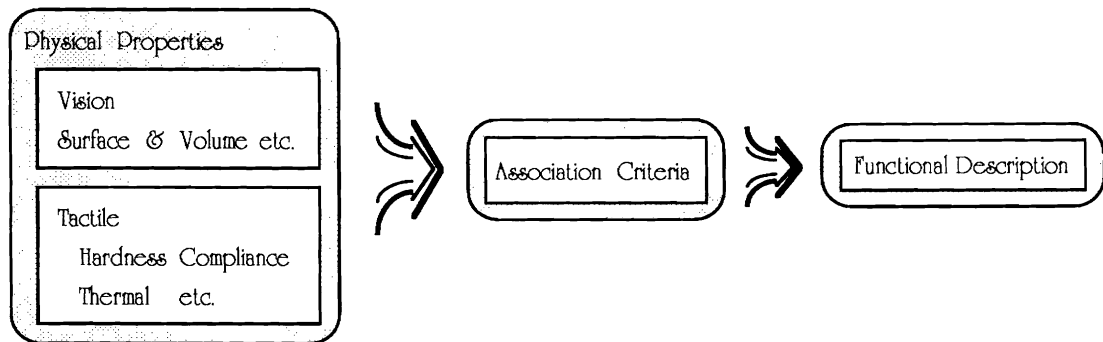 Physical Properties
Vision
Surface & Volume etc.
Tactile
Hardness Compliance
Thermal etc.
Association Criteria
Functional Description